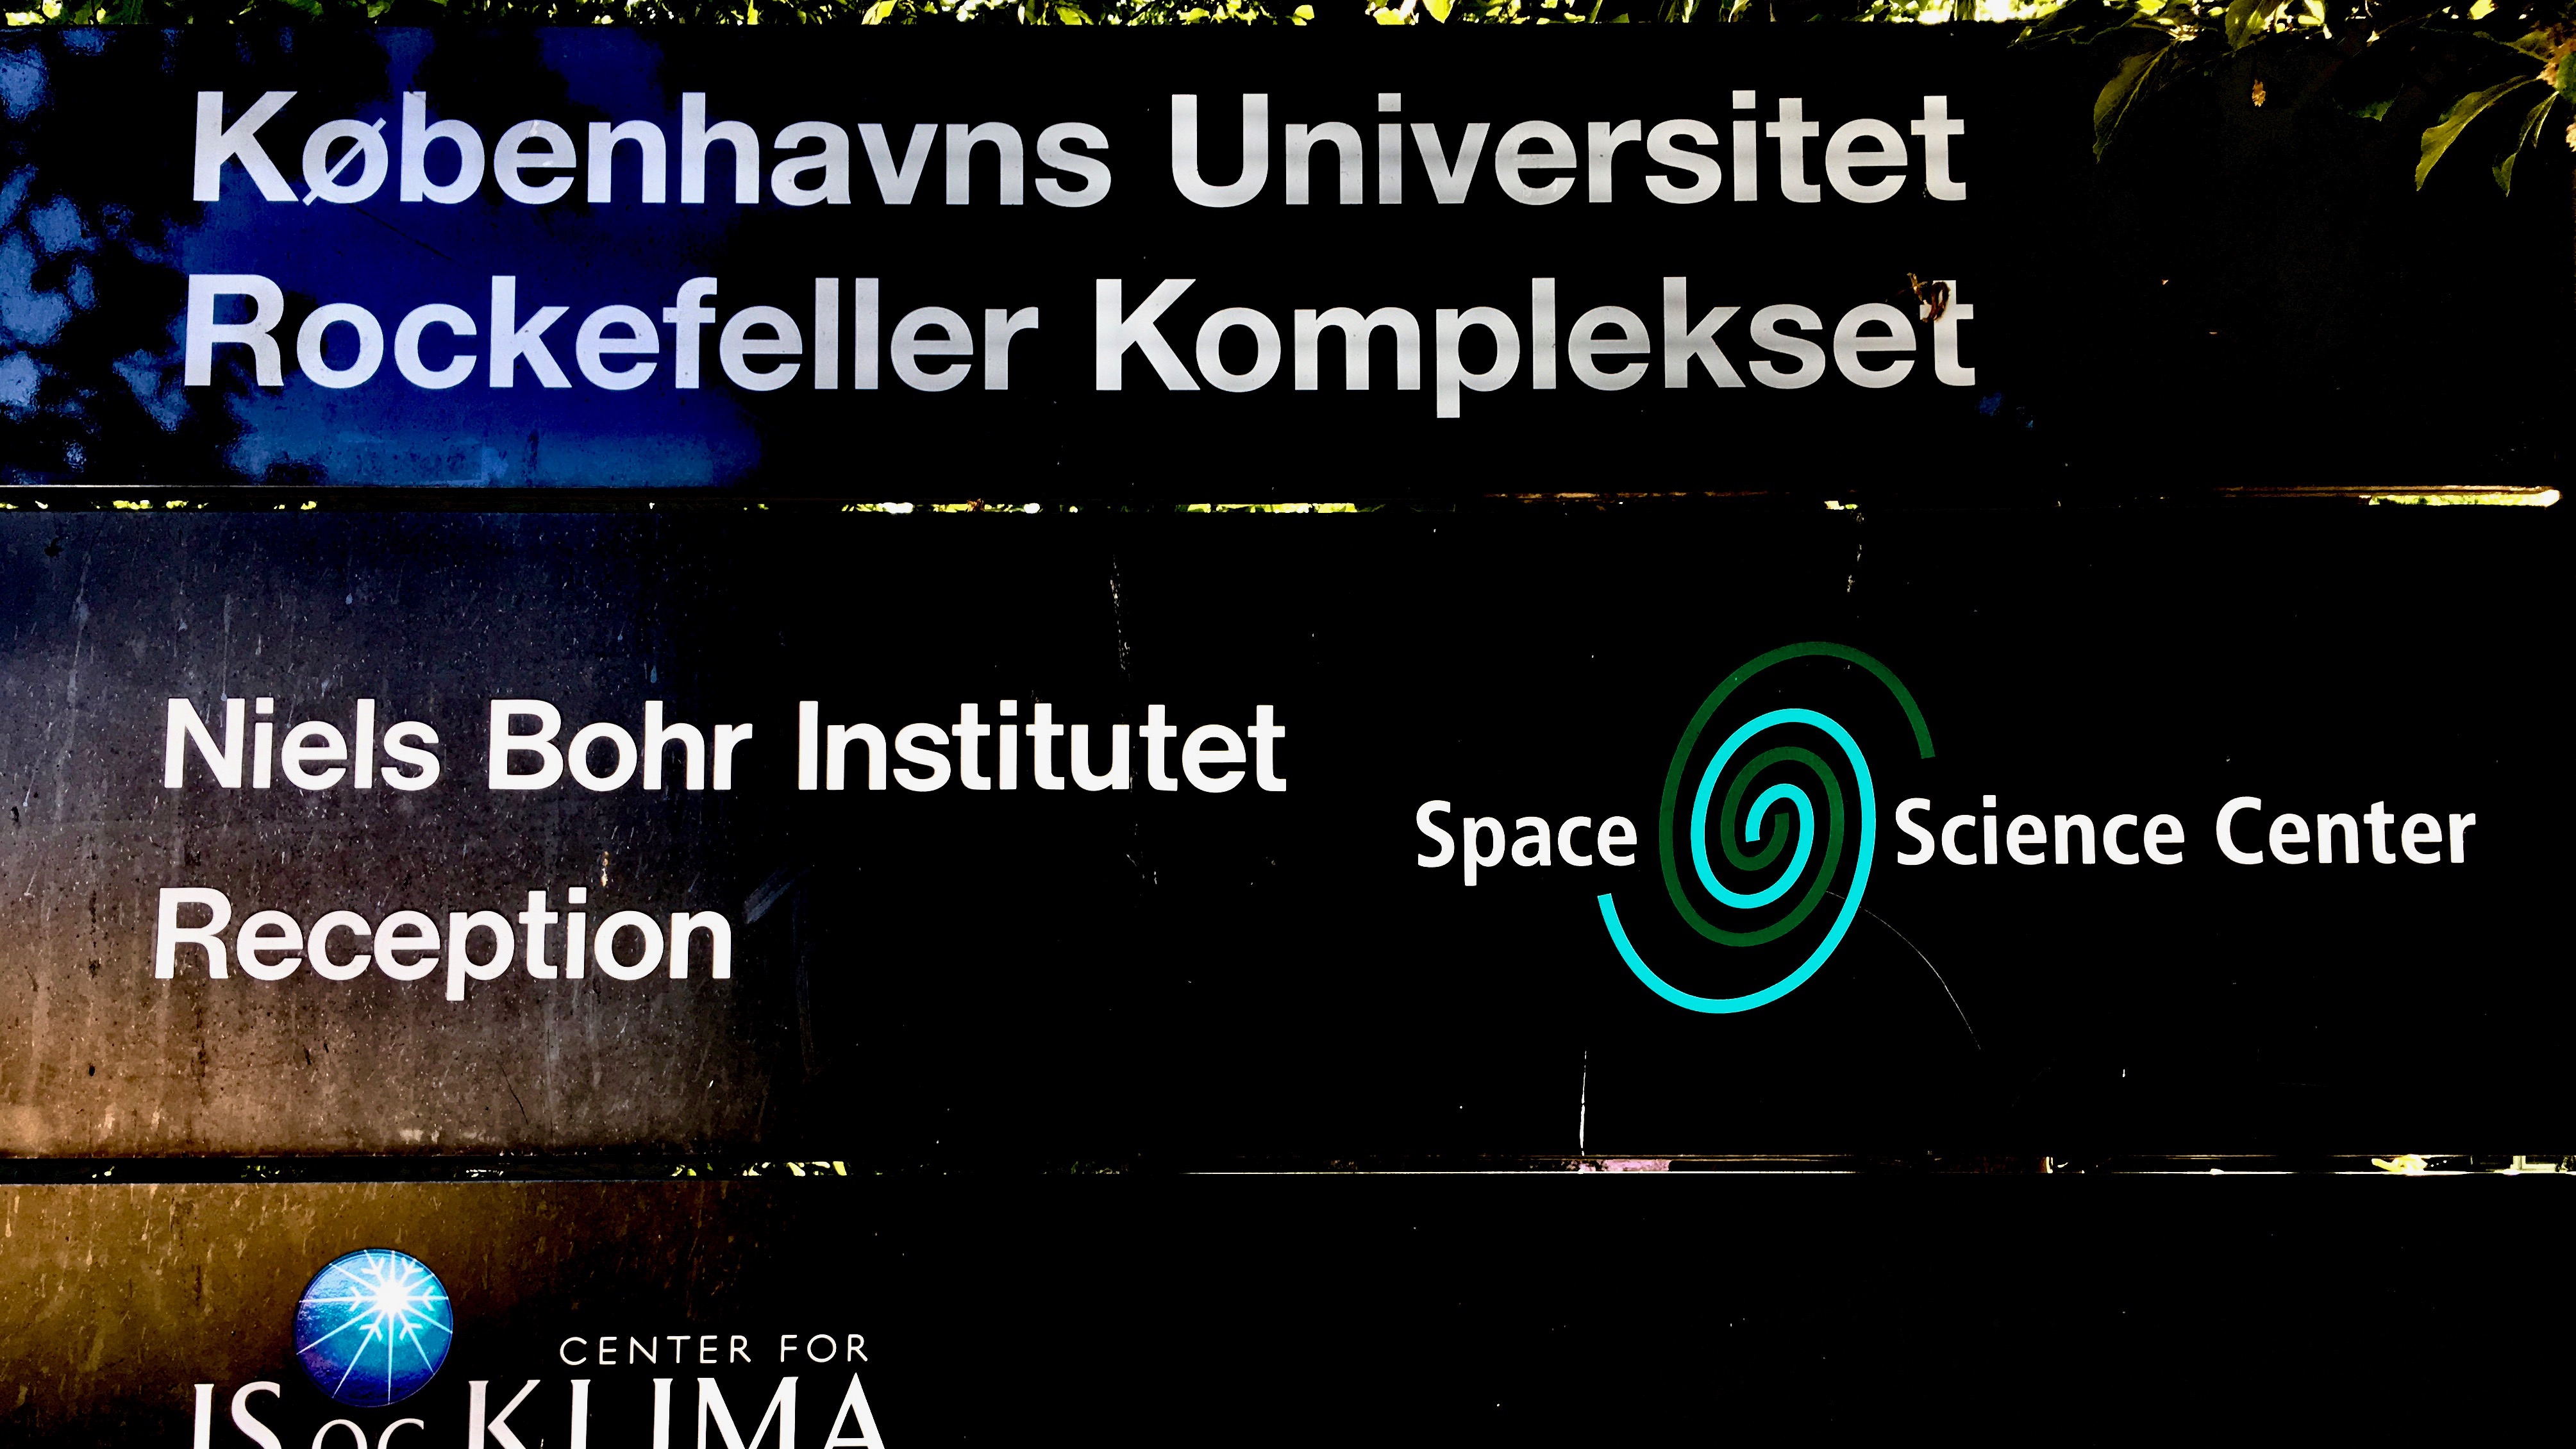 Københavns Universitet
Rockefeller Komplekset
Niels Bohr Institutet
Reception
Space Science Center
CENTER FOR
IS OG KLIMA